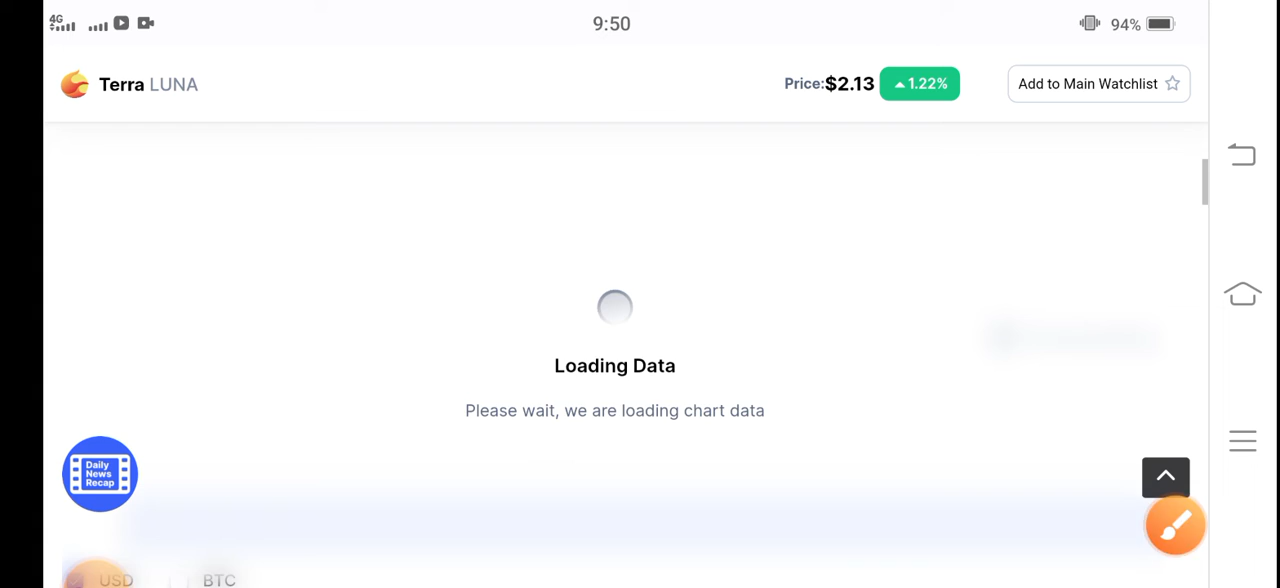 4G
9:50
94%
Terra LUNA
Price:$2.13
1.22%
Add to Main Watchlist
Loading Data
Please wait, we are loading chart data
Daily
News
Recap
USD
BTC